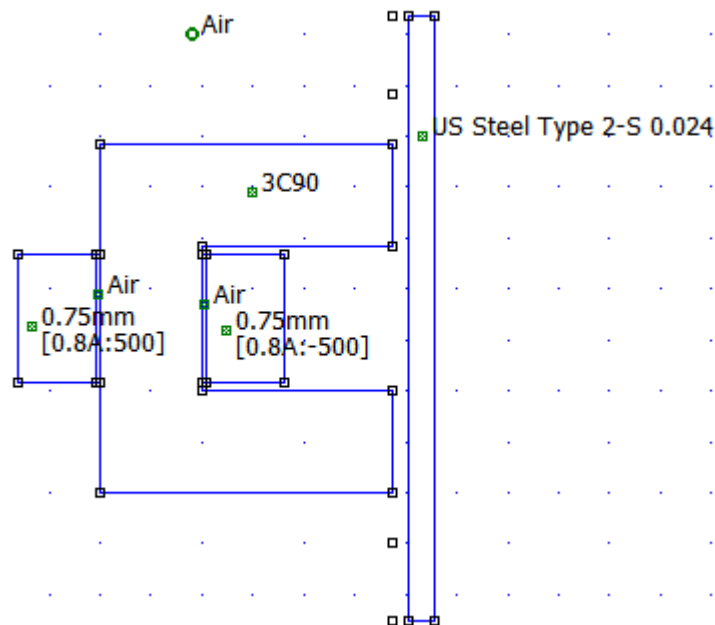 Air
US Steel Type 2-S 0.024
3C90
Air
0.75mm
[0.8A:500]
Air
0.75mm
[0.8A:-500]